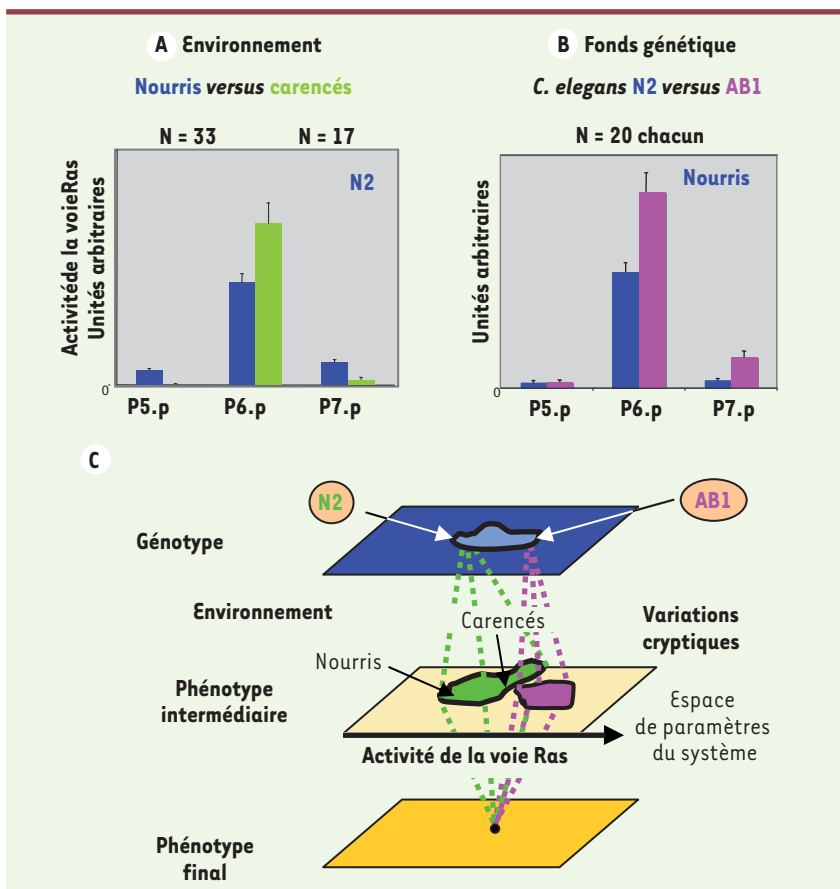 A Environnement
Nourris versus carencés
N = 33 N = 17
N2
Activitéde la voieRas
Unités arbitraires
0
P5.p P6.p P7.p
B Fonds génétique
C. elegans N2 versus AB1
N = 20 chacun
Nourris
Unités arbitraires
0
P5.p P6.p P7.p
C
N2
AB1
Génotype
Environnement
Carencés
Variations
cryptiques
Nourris
Phénotype
intermédiaire
Espace
de paramètres
du système
Activité de la voie Ras
Phénotype
final